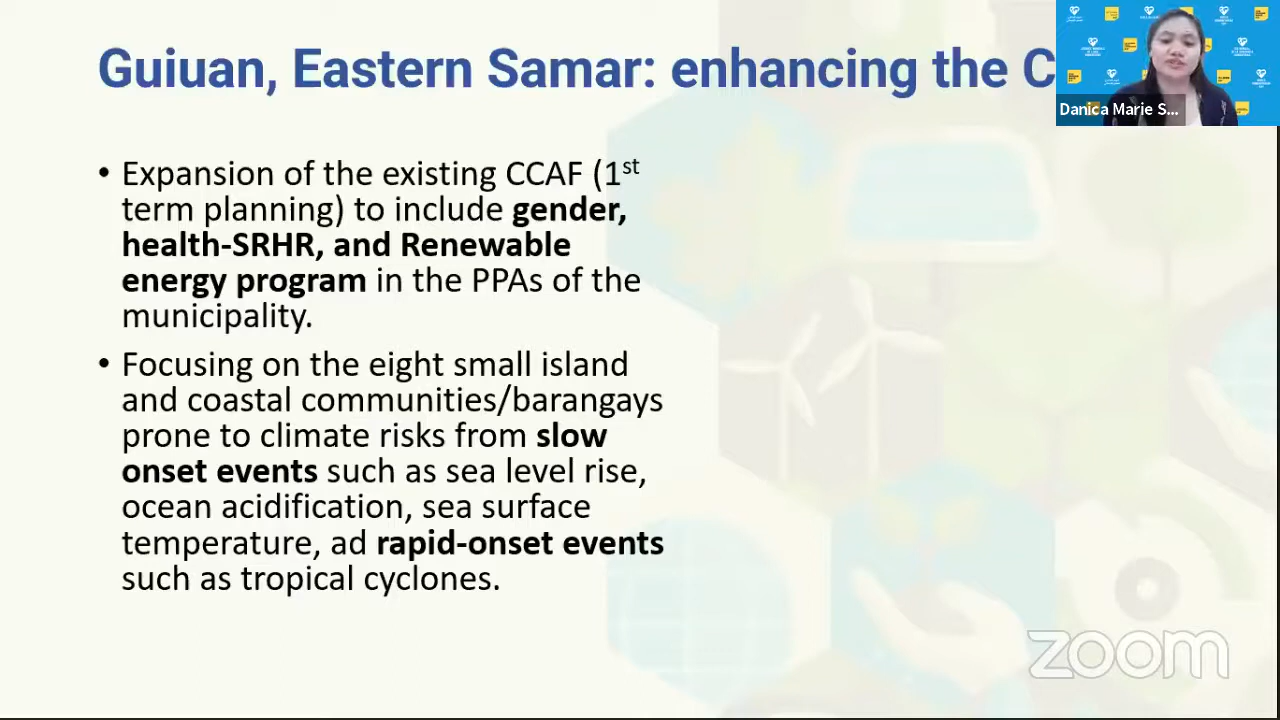 Guiuan, Eastern Samar: enhancing the C
Danica Marie S...
• Expansion of the existing CCAF (1st
term planning) to include gender,
health-SRHR, and Renewable
energy program in the PPAs of the
municipality.
• Focusing on the eight small island
and coastal communities/barangays
prone to climate risks from slow
onset events such as sea level rise,
ocean acidification, sea surface
temperature, ad rapid-onset events
such as tropical cyclones.
zoom